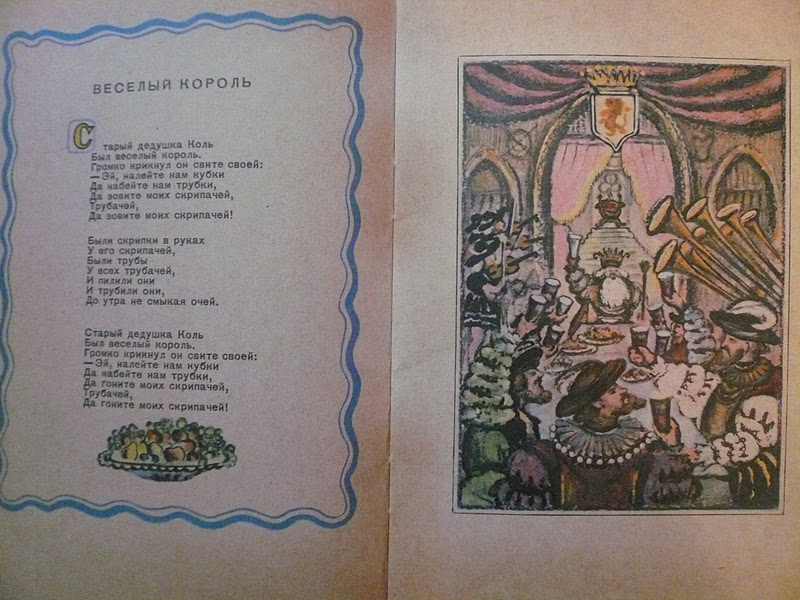 ВЕСЕЛЫЙ КОРОЛЬ
Старый дедушка Коль
Был веселый король.
Громко крикнул он свите своей:
— Эй, налейте нам кубки
Да набейте нам трубки,
Да зовите моих скрипачей,
Трубачей,
Да зовите моих скрипачей!
Были скрипки в руках
У его скрипачей,
Были трубы
У всех трубачей,
И пилили они
И трубили они,
До утра не смыкая очей.
Старый дедушка Коль
Был веселый король.
Громко крикнул он свите своей:
— Эй, налейте нам кубки
Да набейте нам трубки,
Да гоните моих скрипачей,
Трубачей,
Да гоните моих скрипачей!